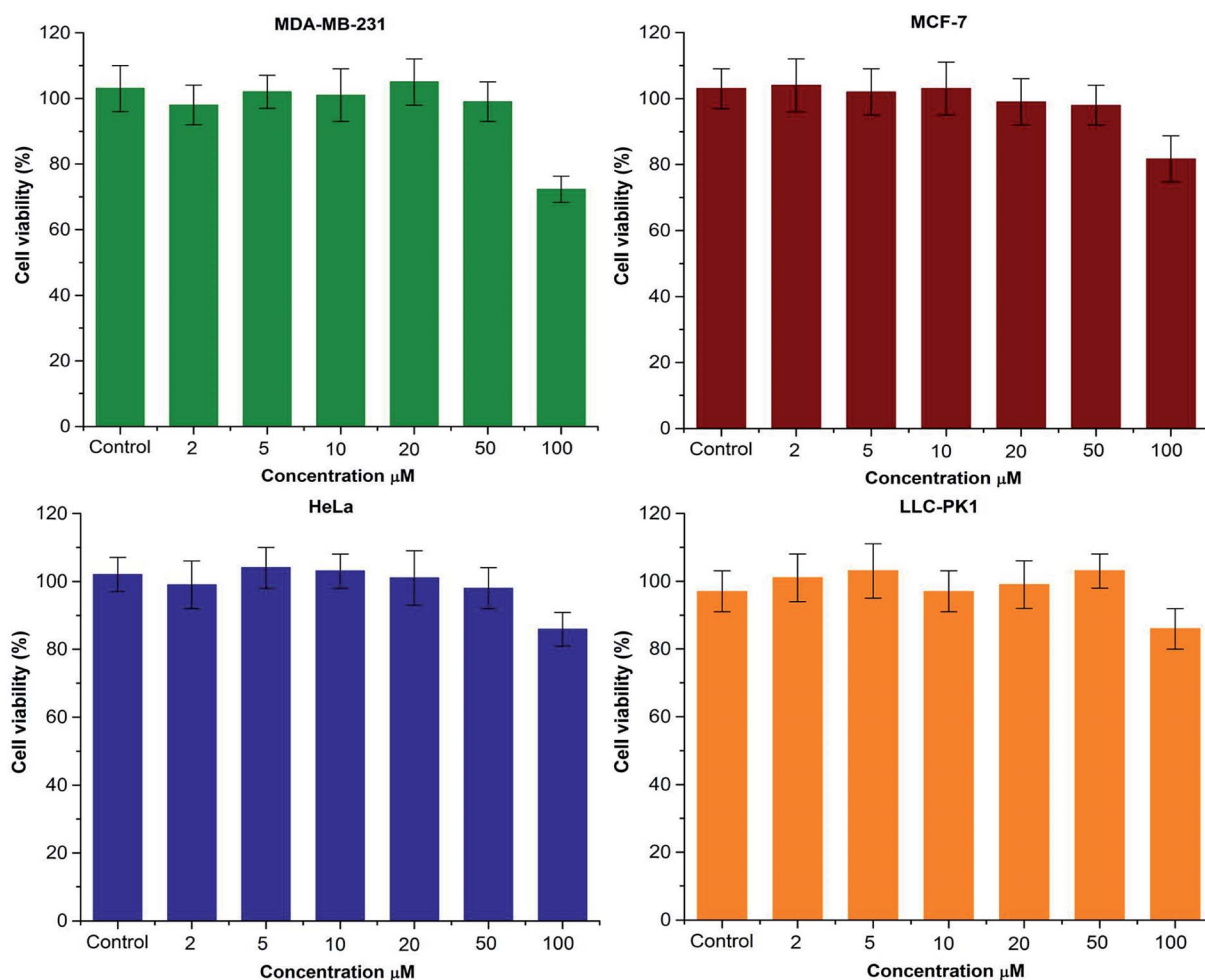 MDA-MB-231
120
100
80
60
40
20
0
Cell viability (%)
Control 2 5 10 20 50 100
Concentration μM
MCF-7
120
100
80
60
40
20
0
Cell viability (%)
Control 2 5 10 20 50 100
Concentration μM
HeLa
120
100
80
60
40
20
0
Cell viability (%)
Control 2 5 10 20 50 100
Concentration μM
LLC-PK1
120
100
80
60
40
20
0
Cell viability (%)
Control 2 5 10 20 50 100
Concentration μM